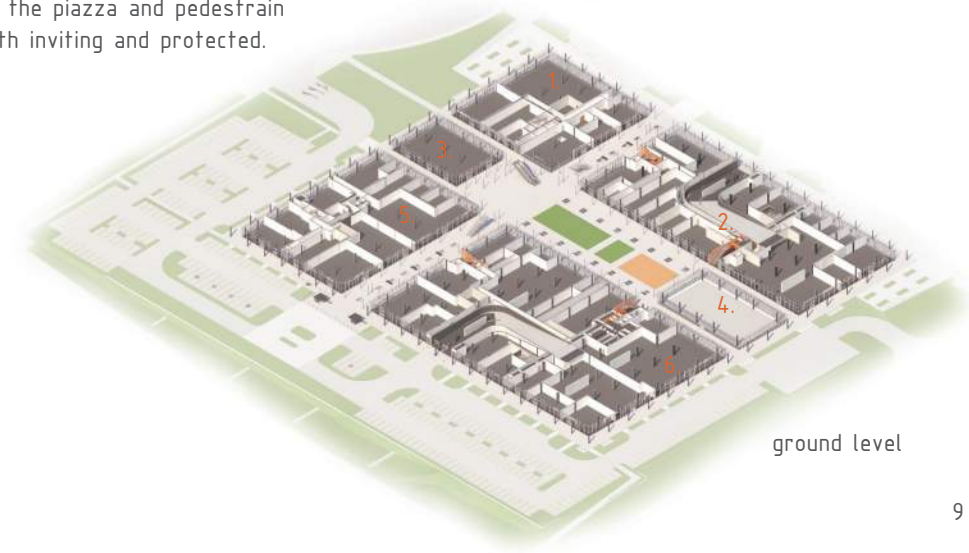 the piazza and pedestrain
th inviting and protected.
1.
3.
5.
2.
4.
6.
ground level
9